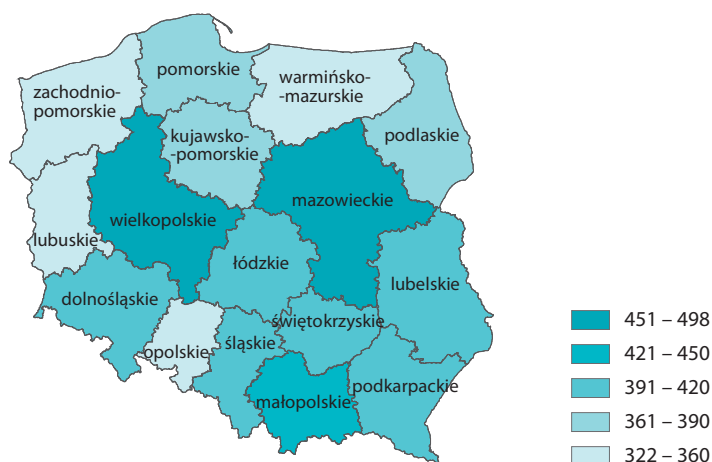 pomorskie
warmińsko-
-mazurskie
zachodnio-
pomorskie
kujawsko-
-pomorskie
podlaskie
mazowieckie
wielkopolskie
lubuskie
łódzkie
lubelskie
dolnośląskie
świętokrzyskie
opolskie
śląskie
podkarpackie
małopolskie
451 – 498
421 – 450
391 – 420
361 – 390
322 – 360